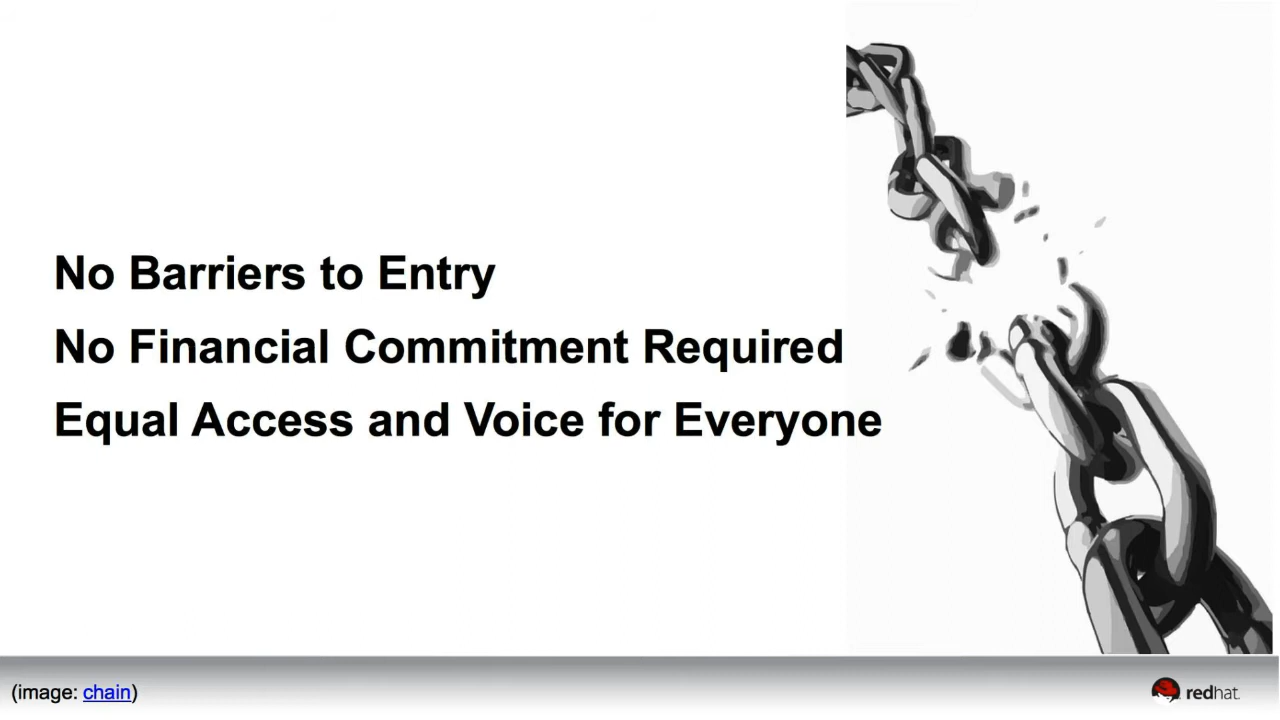 No Barriers to Entry
No Financial Commitment Required
Equal Access and Voice for Everyone
(image: chain)
redhat.